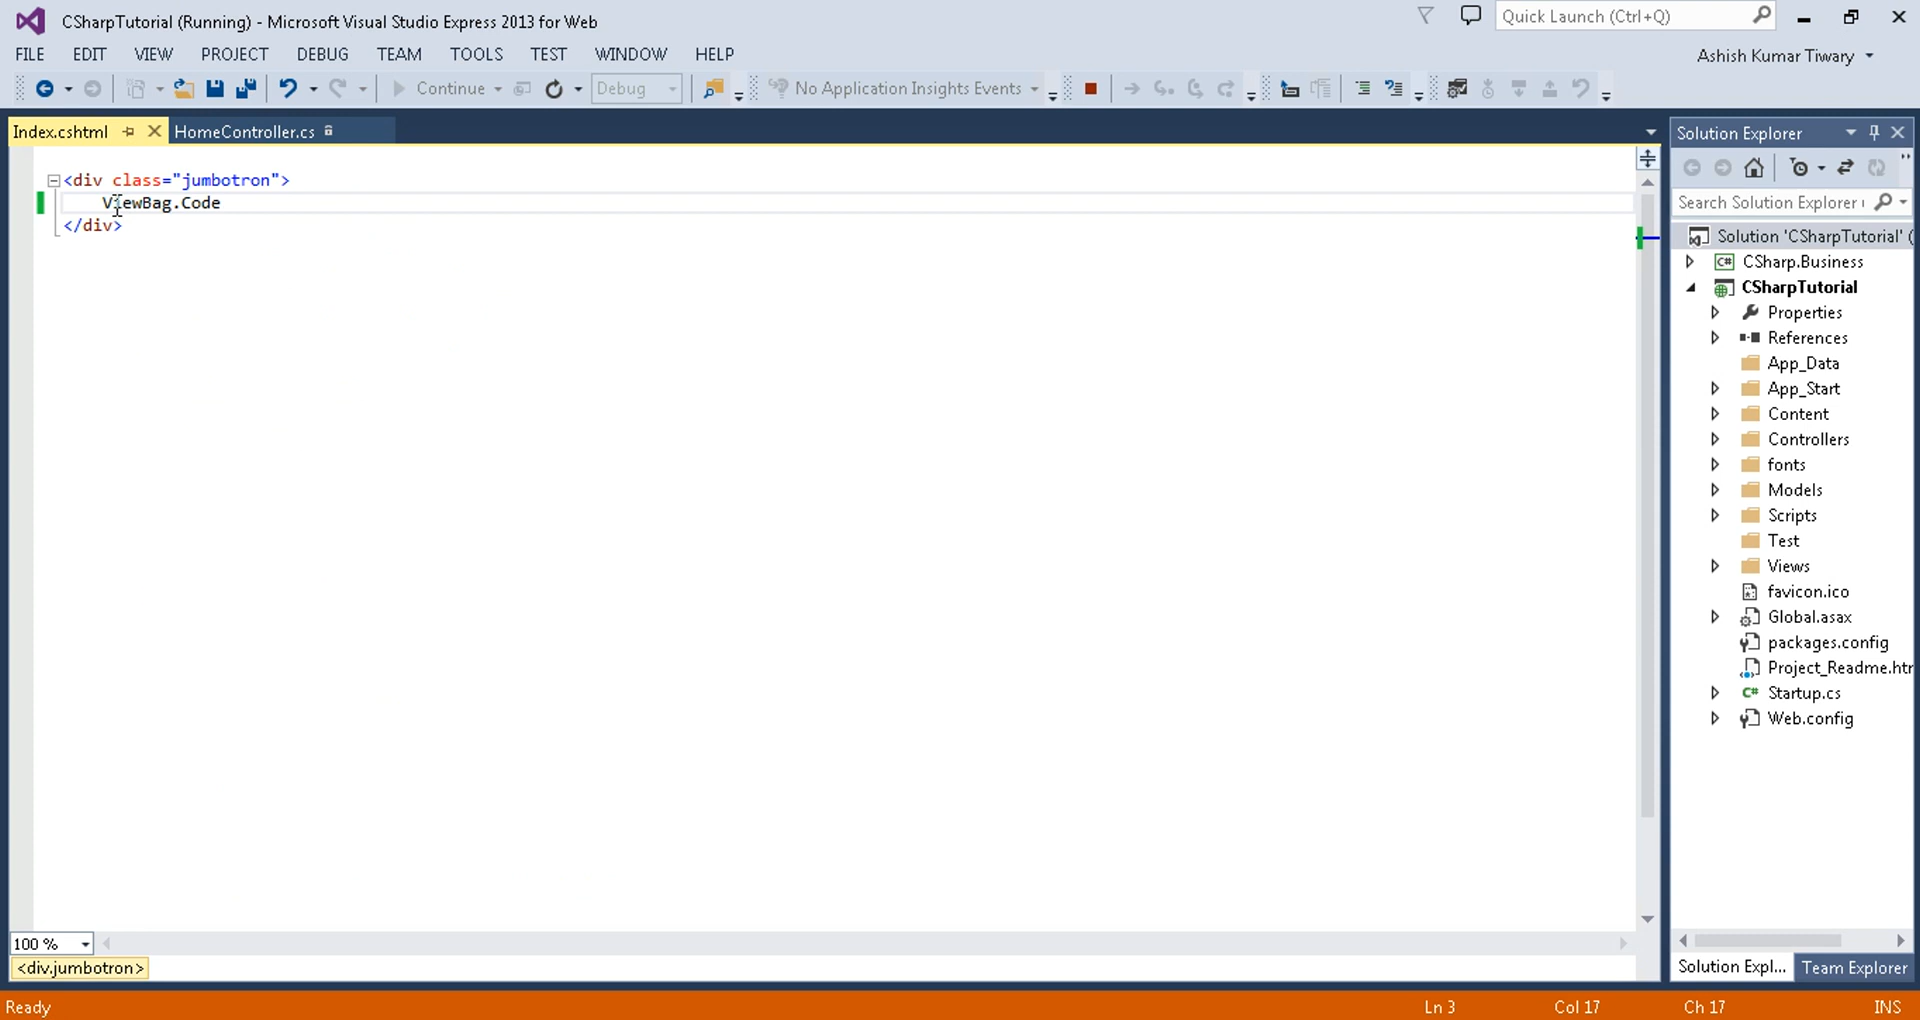 CSharpTutorial (Running) - Microsoft Visual Studio Express 2013 for Web
Quick Launch (Ctrl+Q)
FILE EDIT VIEW PROJECT DEBUG TEAM TOOLS TEST WINDOW HELP
Ashish Kumar Tiwary
Continue Debug No Application Insights Events
Index.cshtml HomeController.cs
<div class="jumbotron">
ViewBag.Code
</div>
100 %
<div.jumbotron>
Solution Explorer
Search Solution Explorer (
Solution 'CSharpTutorial' (
CSharp.Business
CSharpTutorial
Properties
References
App_Data
App_Start
Content
Controllers
fonts
Models
Scripts
Test
Views
favicon.ico
Global.asax
packages.config
Project_Readme.htr
Startup.cs
Web.config
Solution Expl... Team Explorer
Ready Ln 3 Col 17 Ch 17 INS